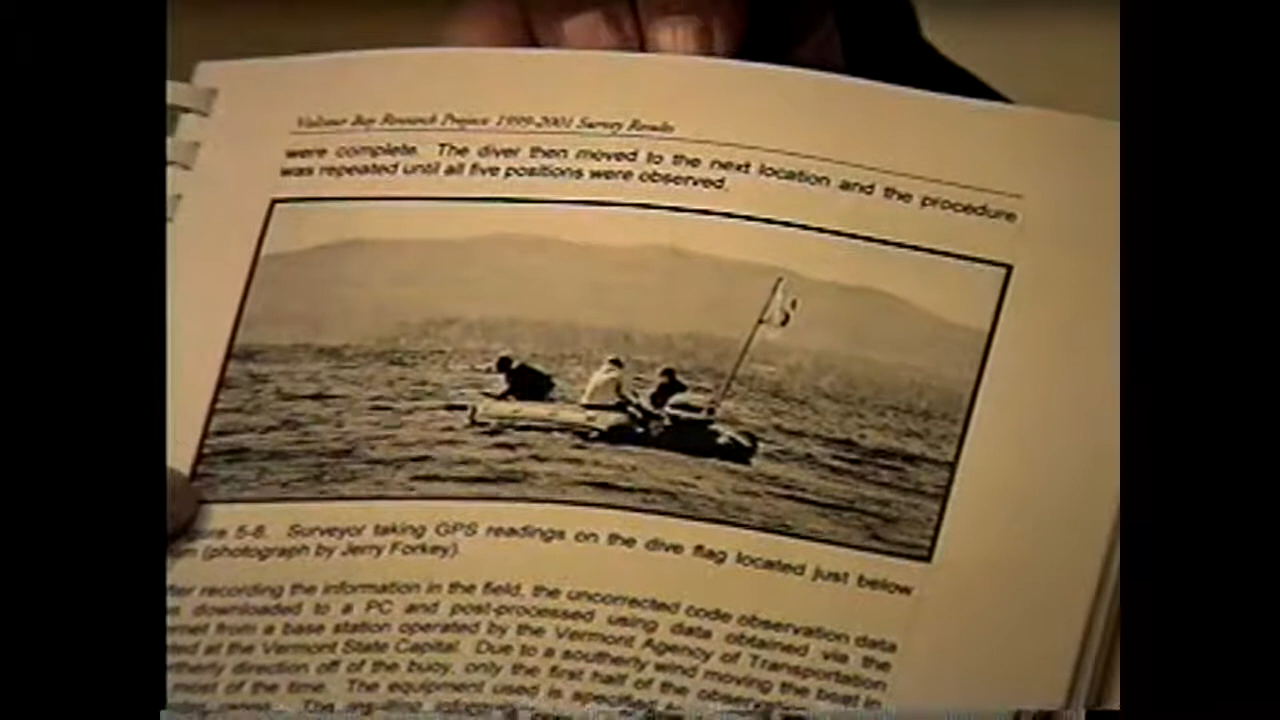 Valcour Bay Research Project: 1999-2001 Survey Results
were complete. The diver then moved to the next location and the procedure
was repeated until all five positions were observed.
5-8. Surveyor taking GPS readings on the dive flag located just below
(photograph by Jerry Forkey).
recording the information in the field, the uncorrected code observation data
downloaded to a PC and post-processed using data obtained via the
from a base station operated by the Vermont Agency of Transportation
at the Vermont State Capital. Due to a southerly wind moving the boat in
direction off of the buoy, only the first half of the
most of the time. The equipment used is
The